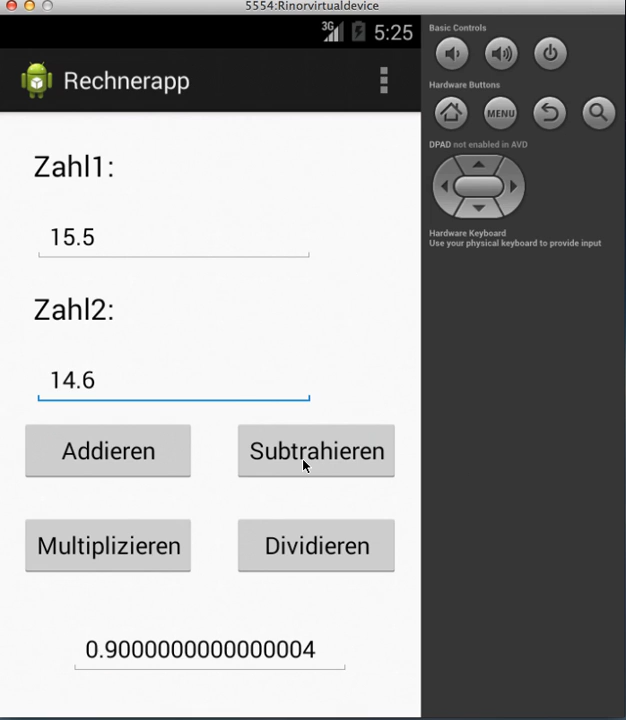 5554:Rinorvirtualdevice
3G 5:25
Rechnerapp
Zahl1:
15.5
Zahl2:
14.6
Addieren Subtrahieren
Multiplizieren Dividieren
0.9000000000000004
Basic Controls
Hardware Buttons
MENU
DPAD not enabled in AVD
Hardware Keyboard
Use your physical keyboard to provide input